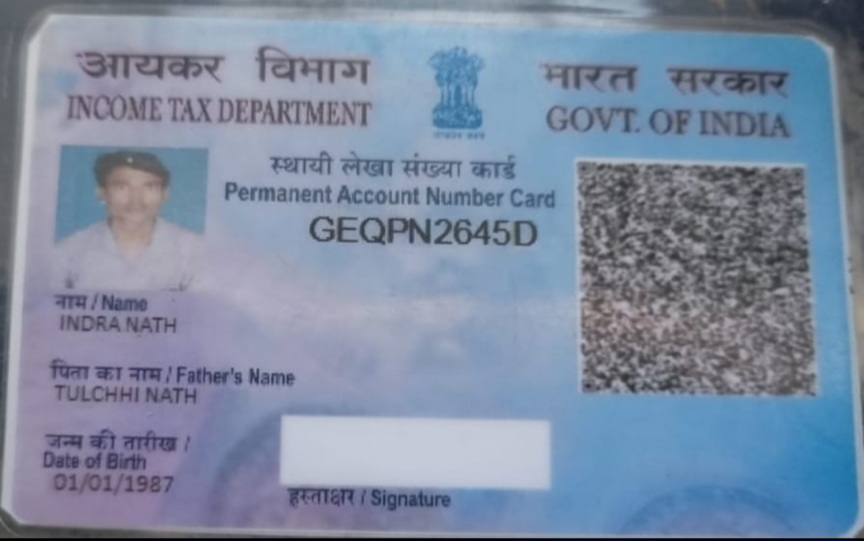 आयकर विभाग
INCOME TAX DEPARTMENT
भारत सरकार
GOVT. OF INDIA
स्थायी लेखा संख्या कार्ड
Permanent Account Number Card
GEQPN2645D
नाम / Name
INDRA NATH
पिता का नाम / Father's Name
TULCHHI NATH
जन्म की तारीख /
Date of Birth
01/01/1987
हस्ताक्षर / Signature